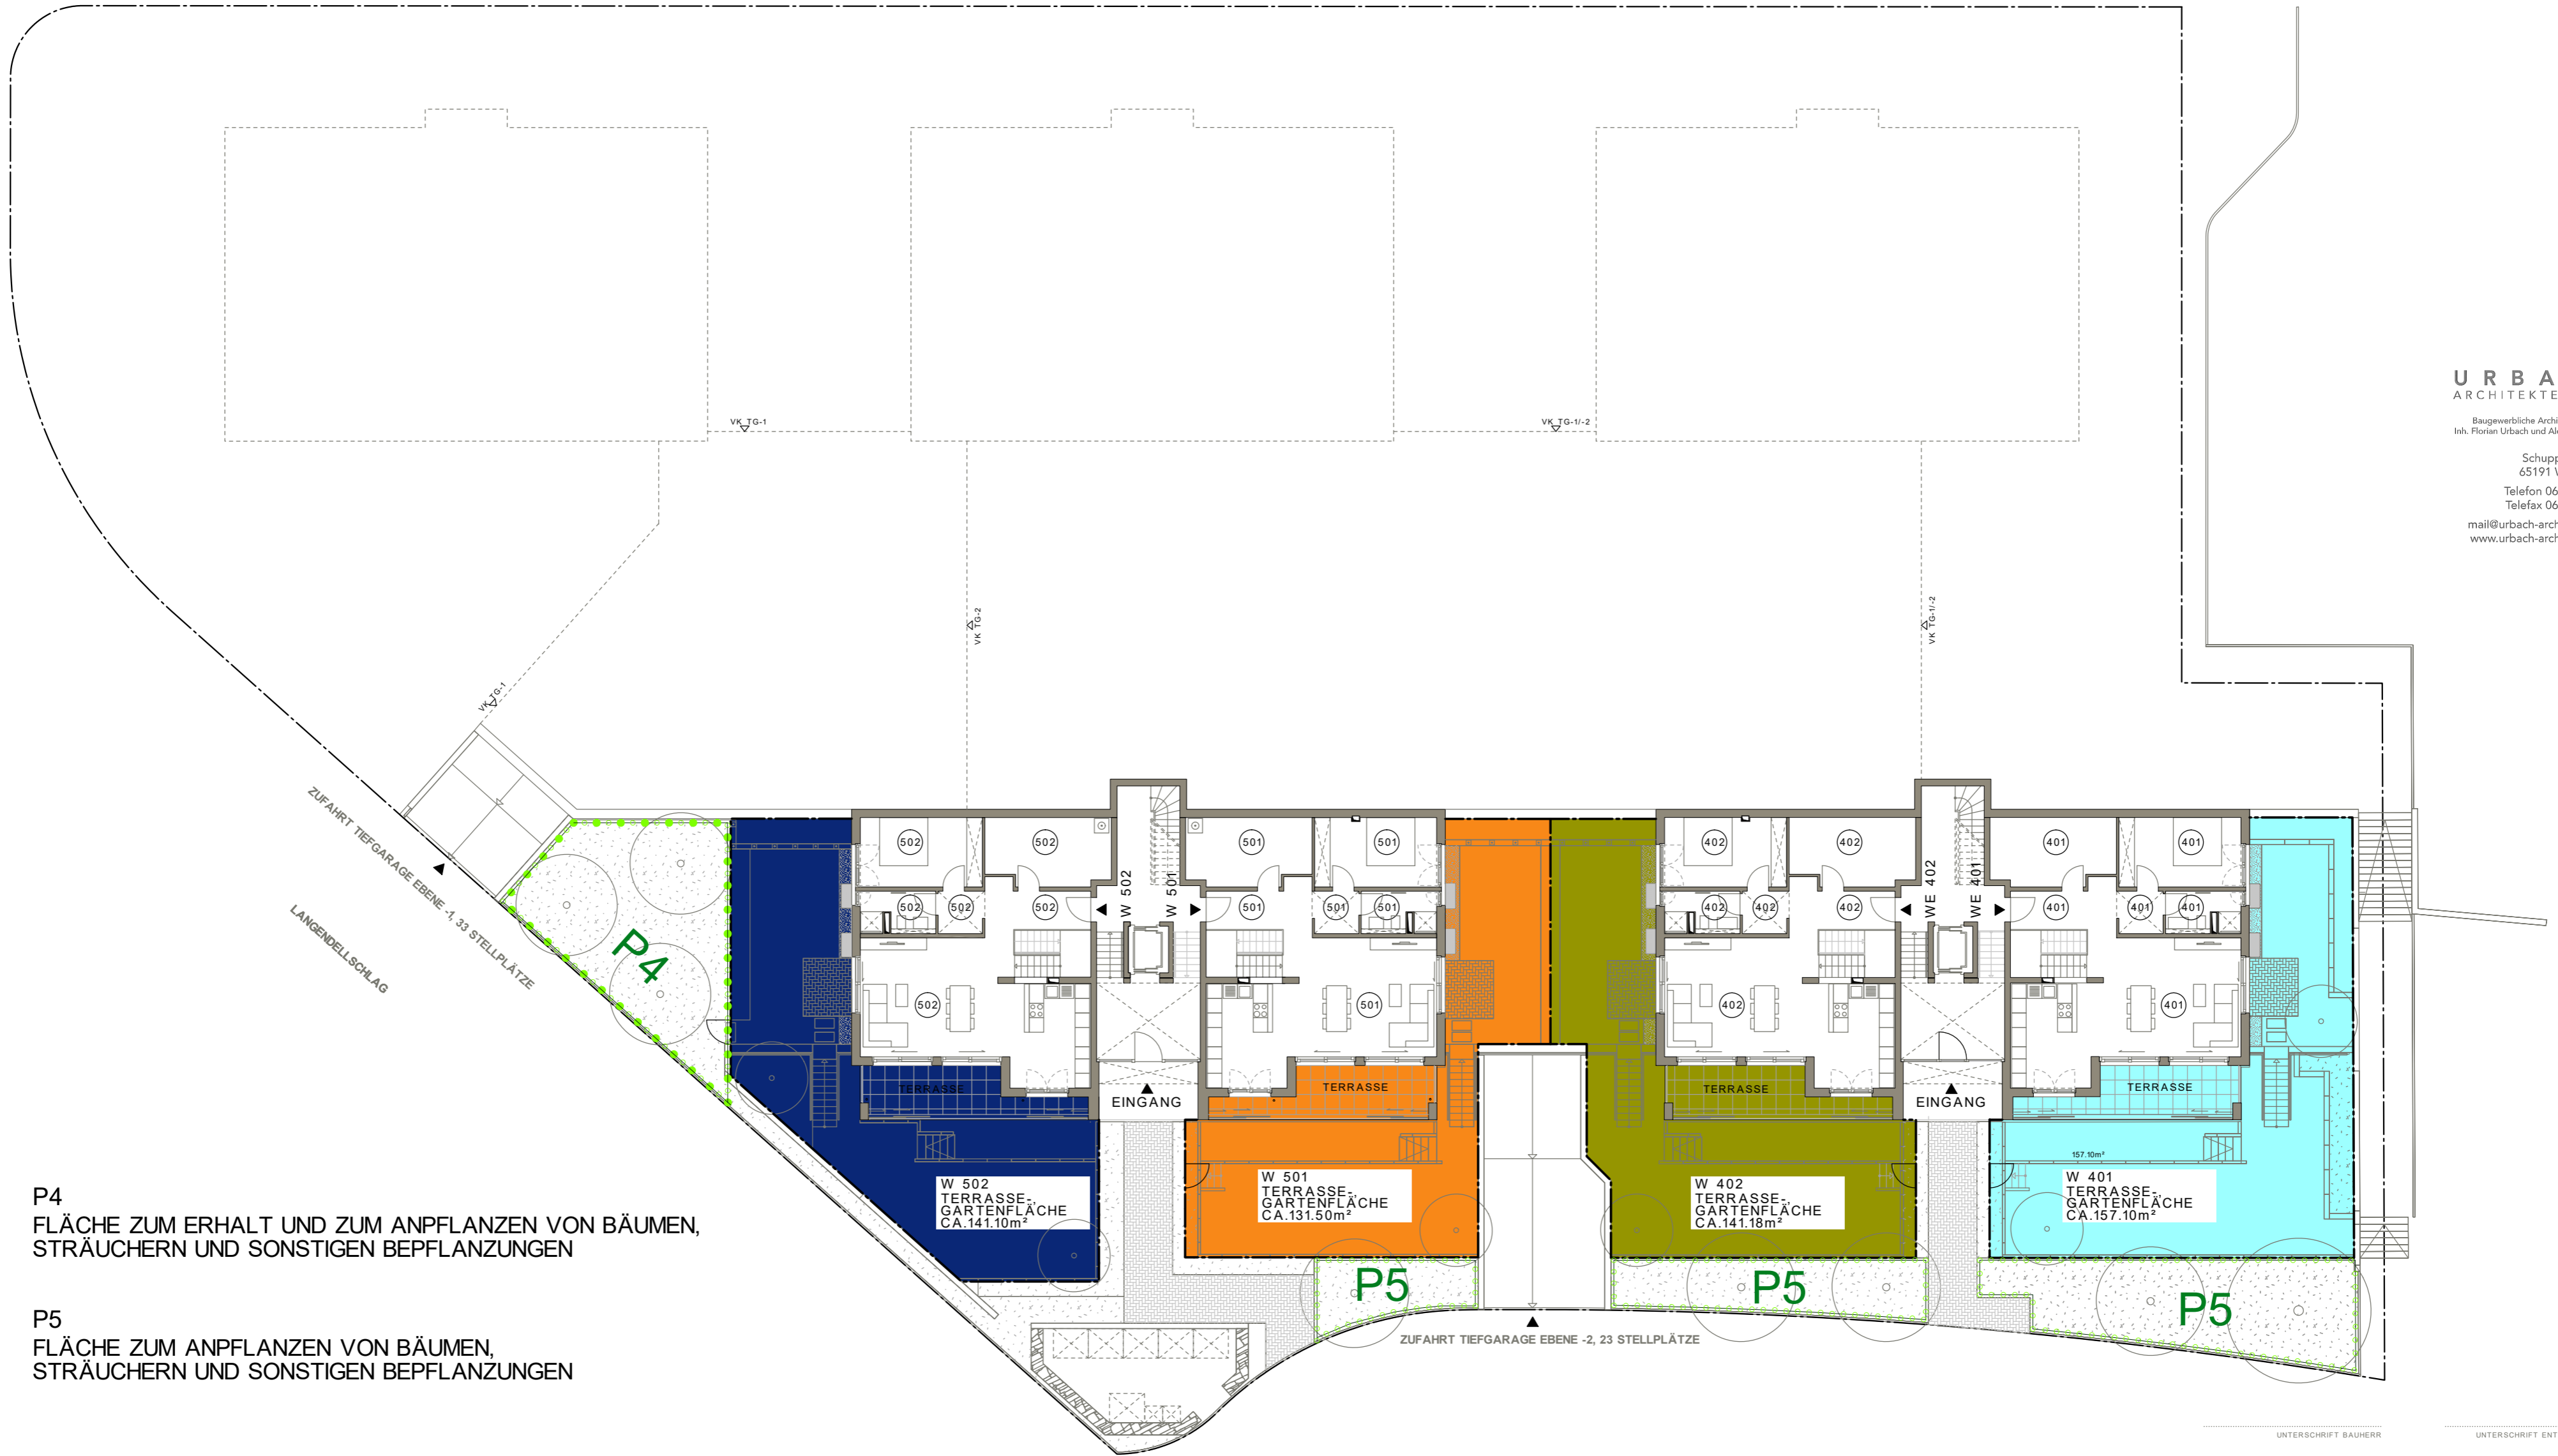 U R B A
ARCHITEKTE
Baugewerbliche Archi
Inh. Florian Urbach und Al
Schupp
65191
Telefon 06
Telefax 06
mail@urbach-arch
www.urbach-arch
VK TG-1
VK TG-1/-2
VK TG-2
VK TG-1/-2
VK TG-1
ZUFAHRT TIEFGARAGE EBENE -1, 33 STELLPLÄTZE
LANGENDELLSCHLAG
P4
502
502
501
501
402
402
401
401
502
502
502
W 502
W 501
501
501
501
402
402
402
WE 402
WE 401
401
401
401
502
501
402
401
TERRASSE
EINGANG
TERRASSE
TERRASSE
EINGANG
TERRASSE
157.10m²
W 502
TERRASSE-,
GARTENFLÄCHE
CA.141.10m²
W 501
TERRASSE-,
GARTENFLÄCHE
CA.131.50m²
W 402
TERRASSE-,
GARTENFLÄCHE
CA.141.18m²
W 401
TERRASSE-,
GARTENFLÄCHE
CA.157.10m²
P5
P5
P5
ZUFAHRT TIEFGARAGE EBENE -2, 23 STELLPLÄTZE
P4
FLÄCHE ZUM ERHALT UND ZUM ANPFLANZEN VON BÄUMEN,
STRÄUCHERN UND SONSTIGEN BEPFLANZUNGEN
P5
FLÄCHE ZUM ANPFLANZEN VON BÄUMEN,
STRÄUCHERN UND SONSTIGEN BEPFLANZUNGEN
UNTERSCHRIFT BAUHERR
UNTERSCHRIFT ENT